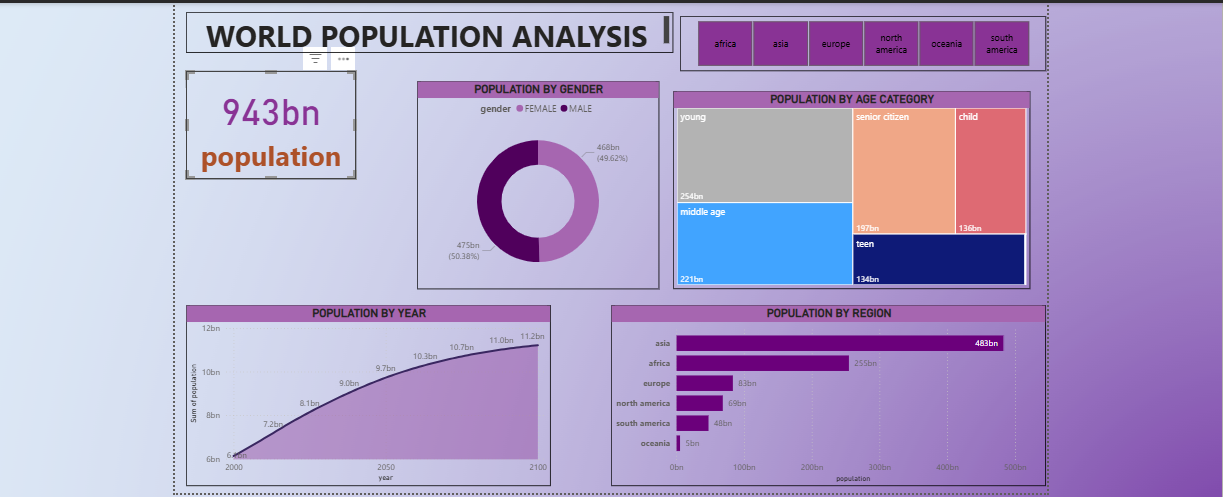 WORLD POPULATION ANALYSIS
africa
asia
europe
north america
oceania
south america
943bn
population
POPULATION BY GENDER
gender FEMALE MALE
468bn
(49.62%)
475bn
(50.38%)
POPULATION BY AGE CATEGORY
young
254bn
middle age
221bn
senior citizen
197bn
child
136bn
teen
134bn
POPULATION BY YEAR
Sum of population
12bn
10bn
8bn
6bn
7.2bn
8.1bn
9.0bn
9.7bn
10.3bn
10.7bn
11.0bn
11.2bn
2000
2050
2100
year
POPULATION BY REGION
asia 483bn
africa 255bn
europe 83bn
north america 69bn
south america 48bn
oceania 5bn
0bn
100bn
200bn
300bn
400bn
500bn
population